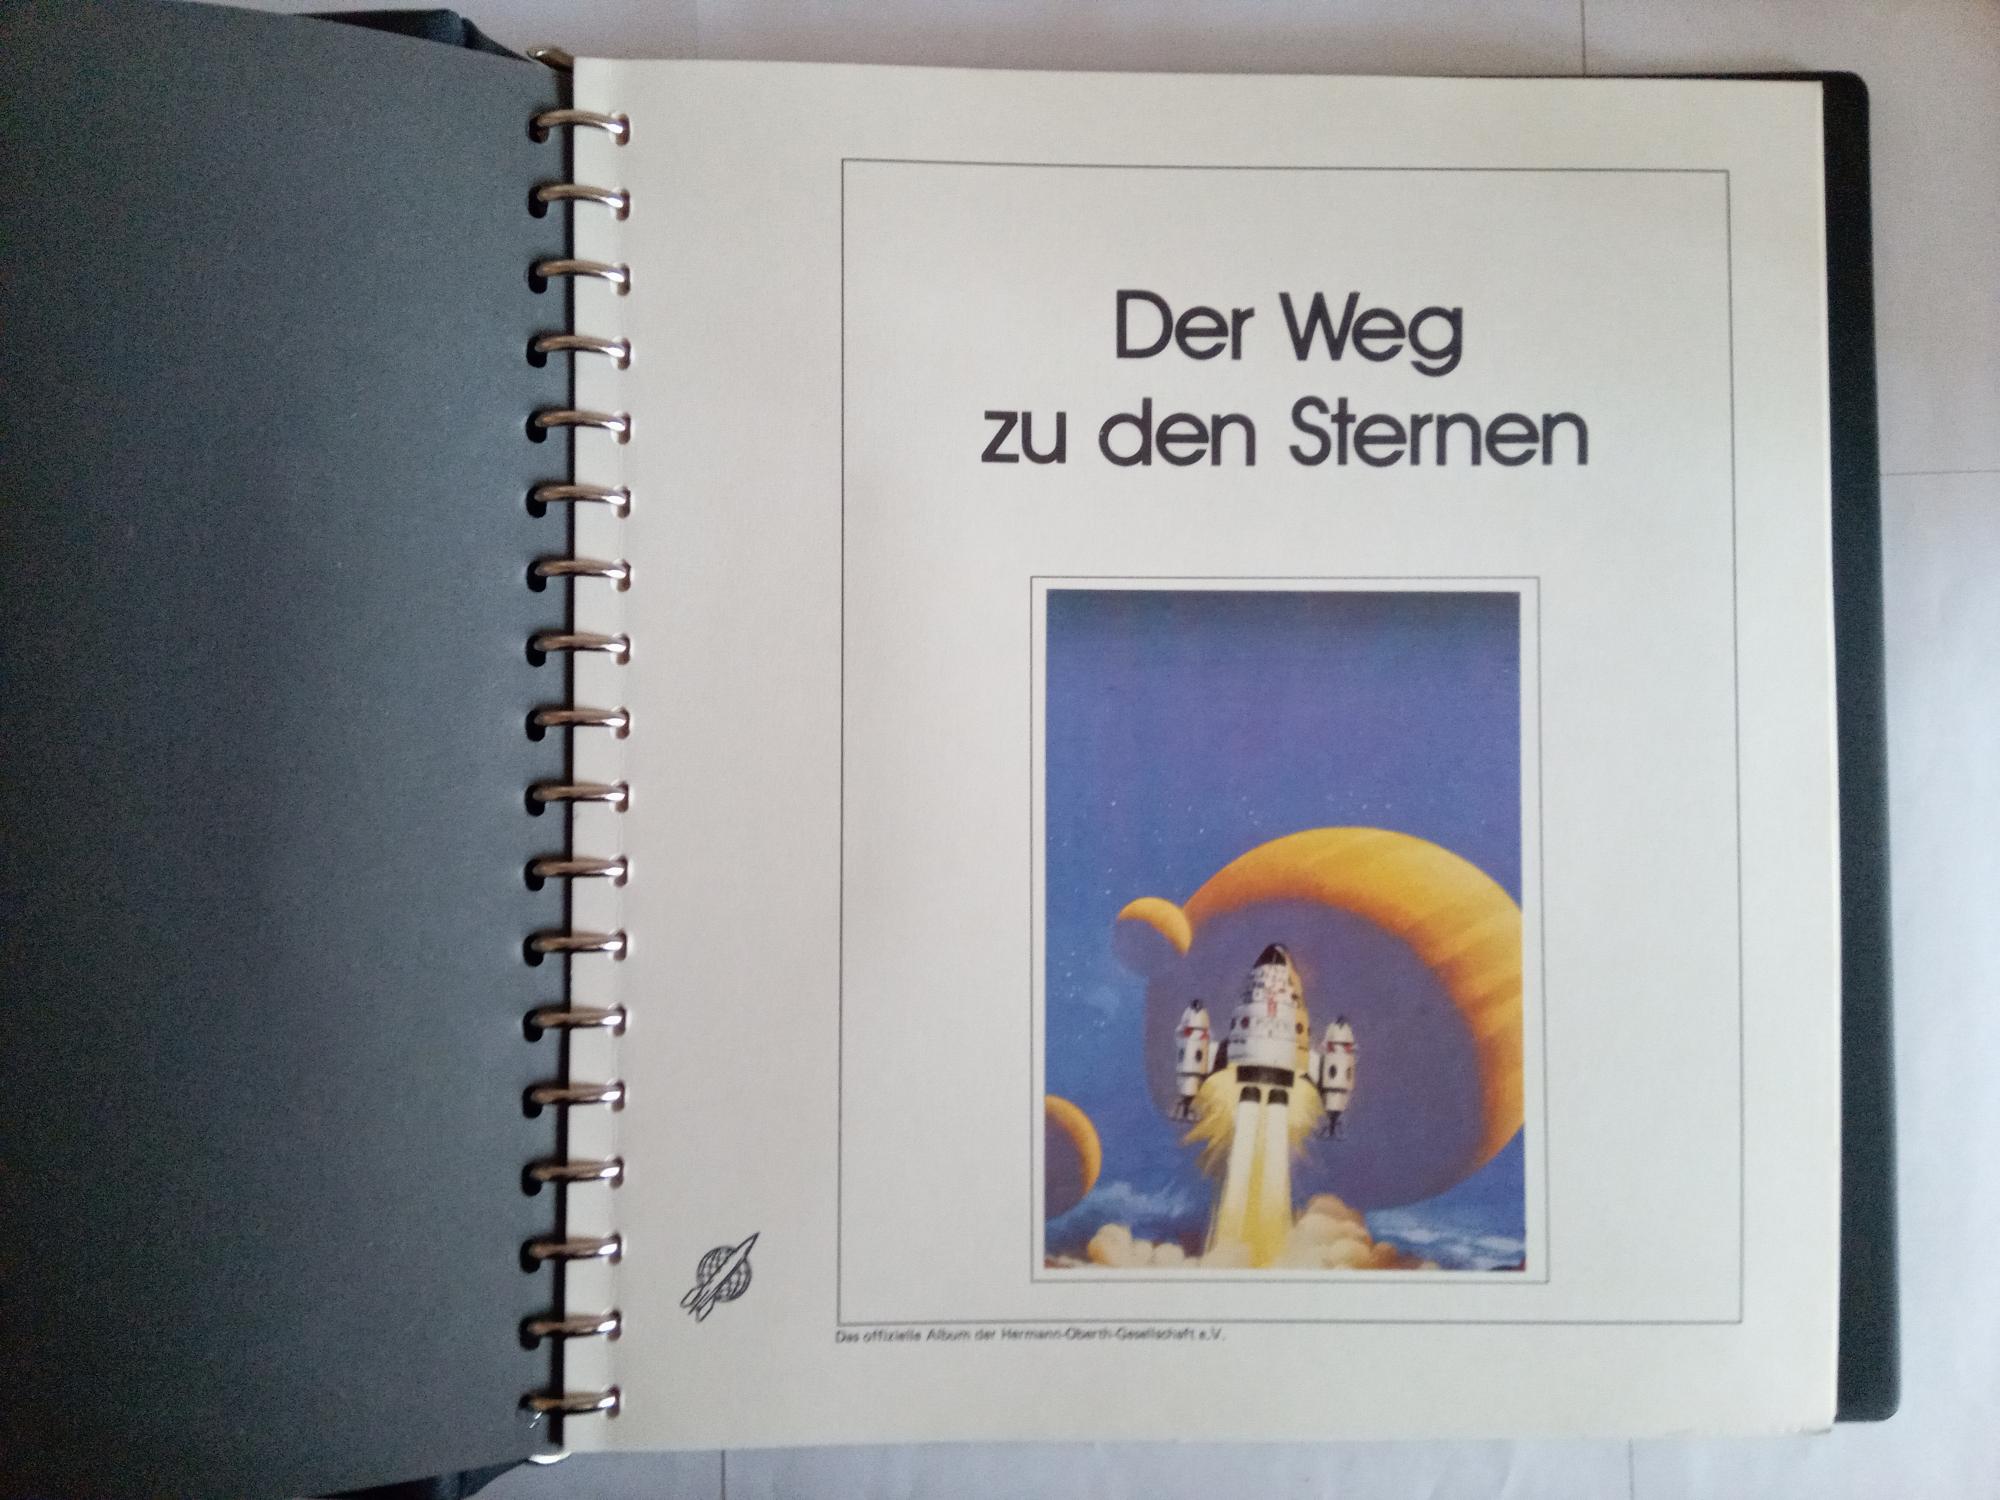 Der Weg
zu den Sternen
Das offizielle Album der Hermann-Oberth-Gesellschaft e.V.